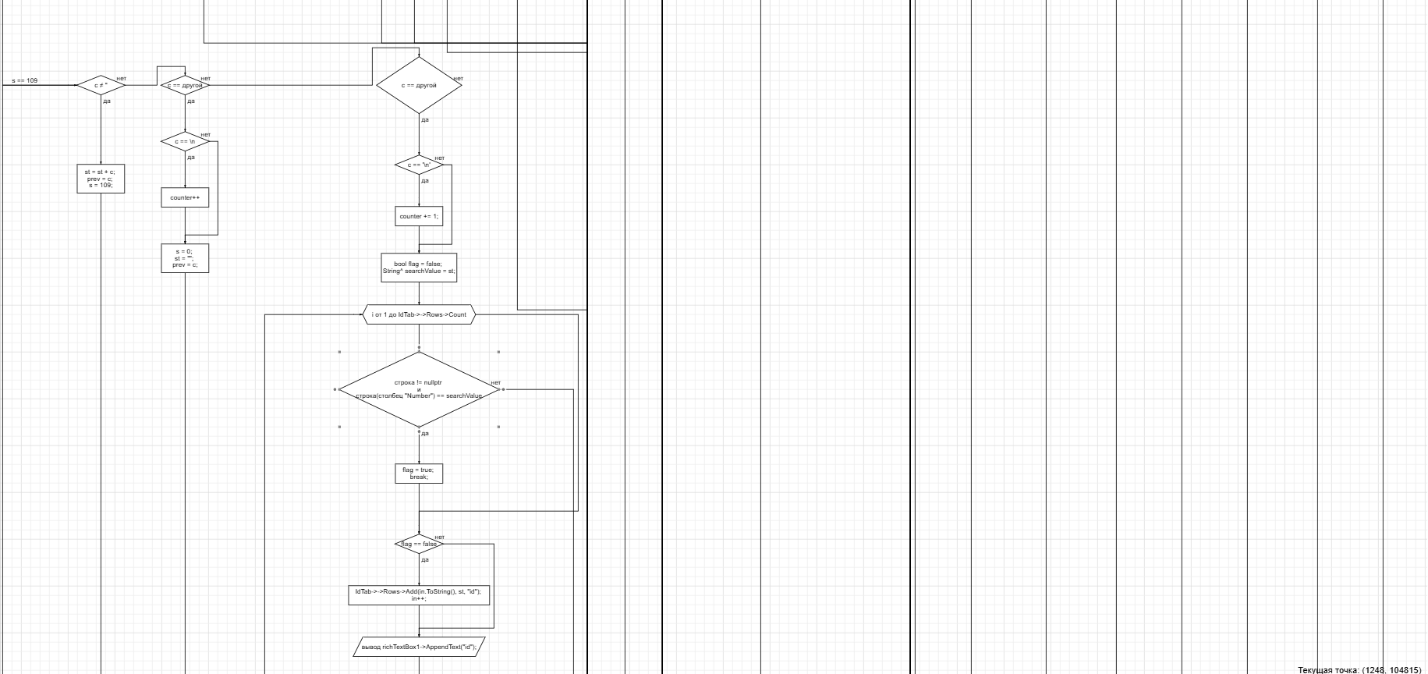 s == 109
c ≠ "
нет
да
st = st + c;
prev = c;
s = 109;
c == другой
нет
да
c == \n
нет
да
counter++
s = 0;
st = "";
prev = c;
c == другой
нет
да
c == "\n"
нет
да
counter += 1;
bool flag = false;
String^ searchValue = st;
i от 1 до IdTab->->Rows->Count
строка != nullptr
и
строка(столбец "Number") == searchValue
нет
да
flag = true;
break;
flag == false
нет
да
IdTab->->Rows->Add(in.ToString(), st, "id");
in++;
вывод richTextBox1->AppendText("id");
Текущая точка: (1248, 104815)